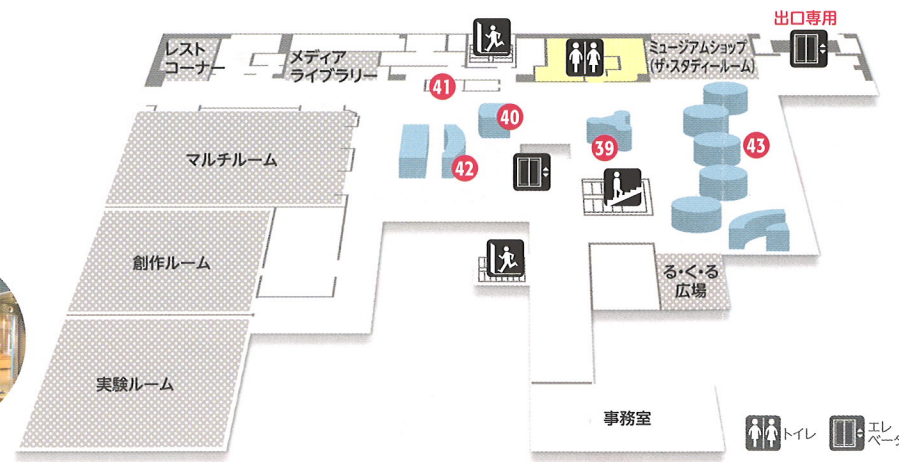 出口専用
レスト
コーナー
メディア
ライブラリー
ミュージアムショップ
(ザ・スタディールーム)
41
40
39
43
42
マルチルーム
創作ルーム
る・く・る
広場
実験ルーム
事務室
トイレ
エレ
ベータ